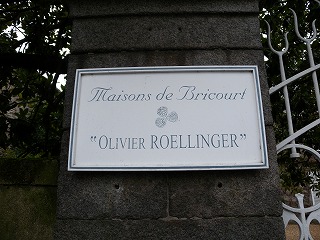 Maisons de Bricourt
"OLIVIER ROELLINGER"